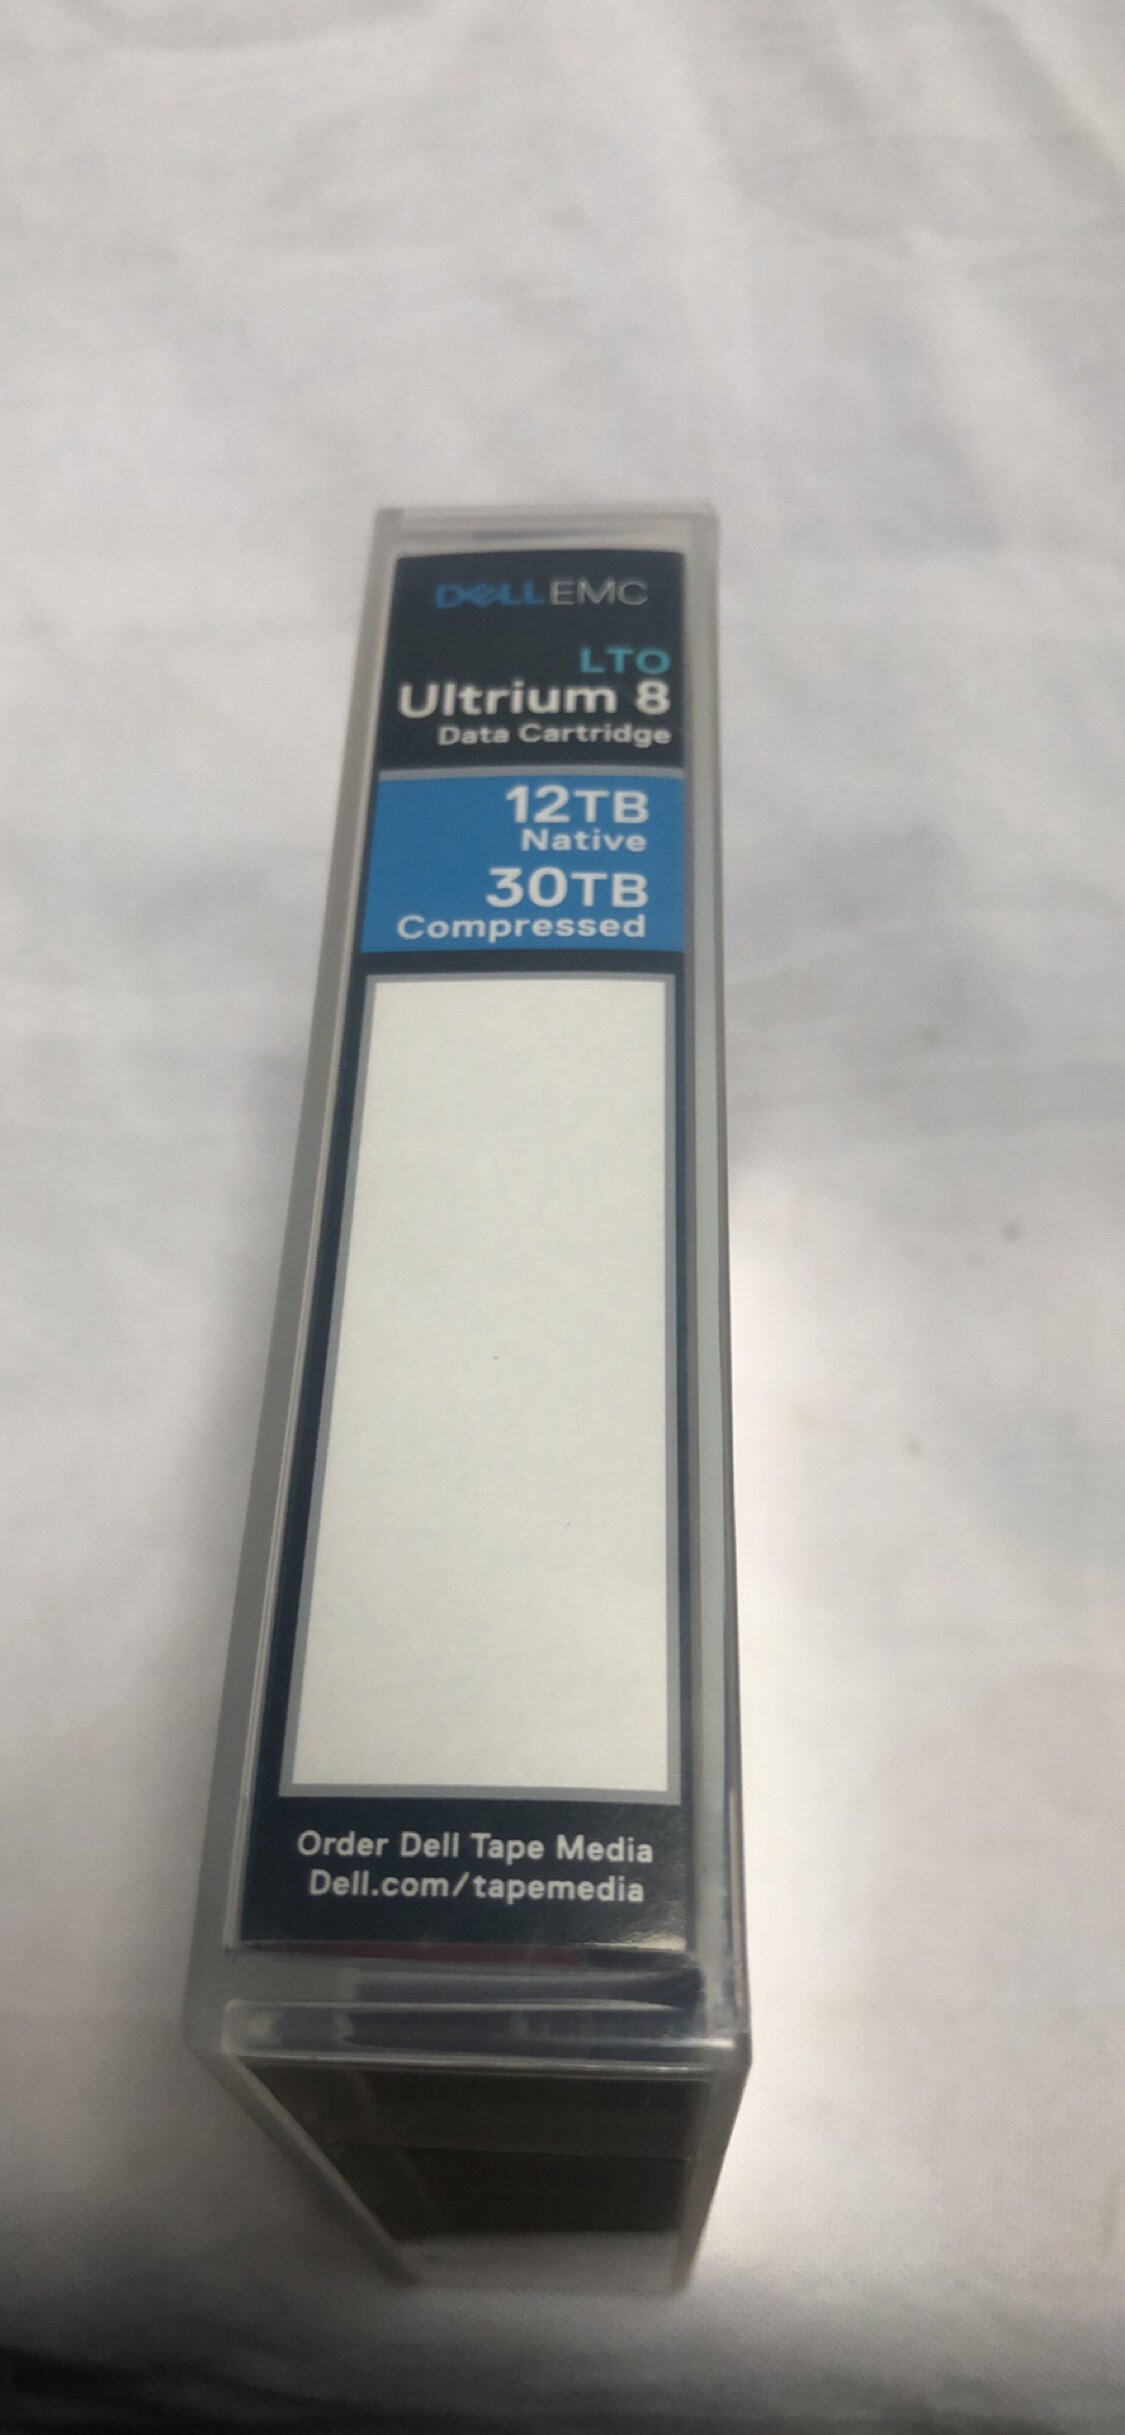 DELLEMC
LTO
Ultrium 8
Data Cartridge
12TB
Native
30TB
Compressed
Order Dell Tape Media
Dell.com/tapemedia